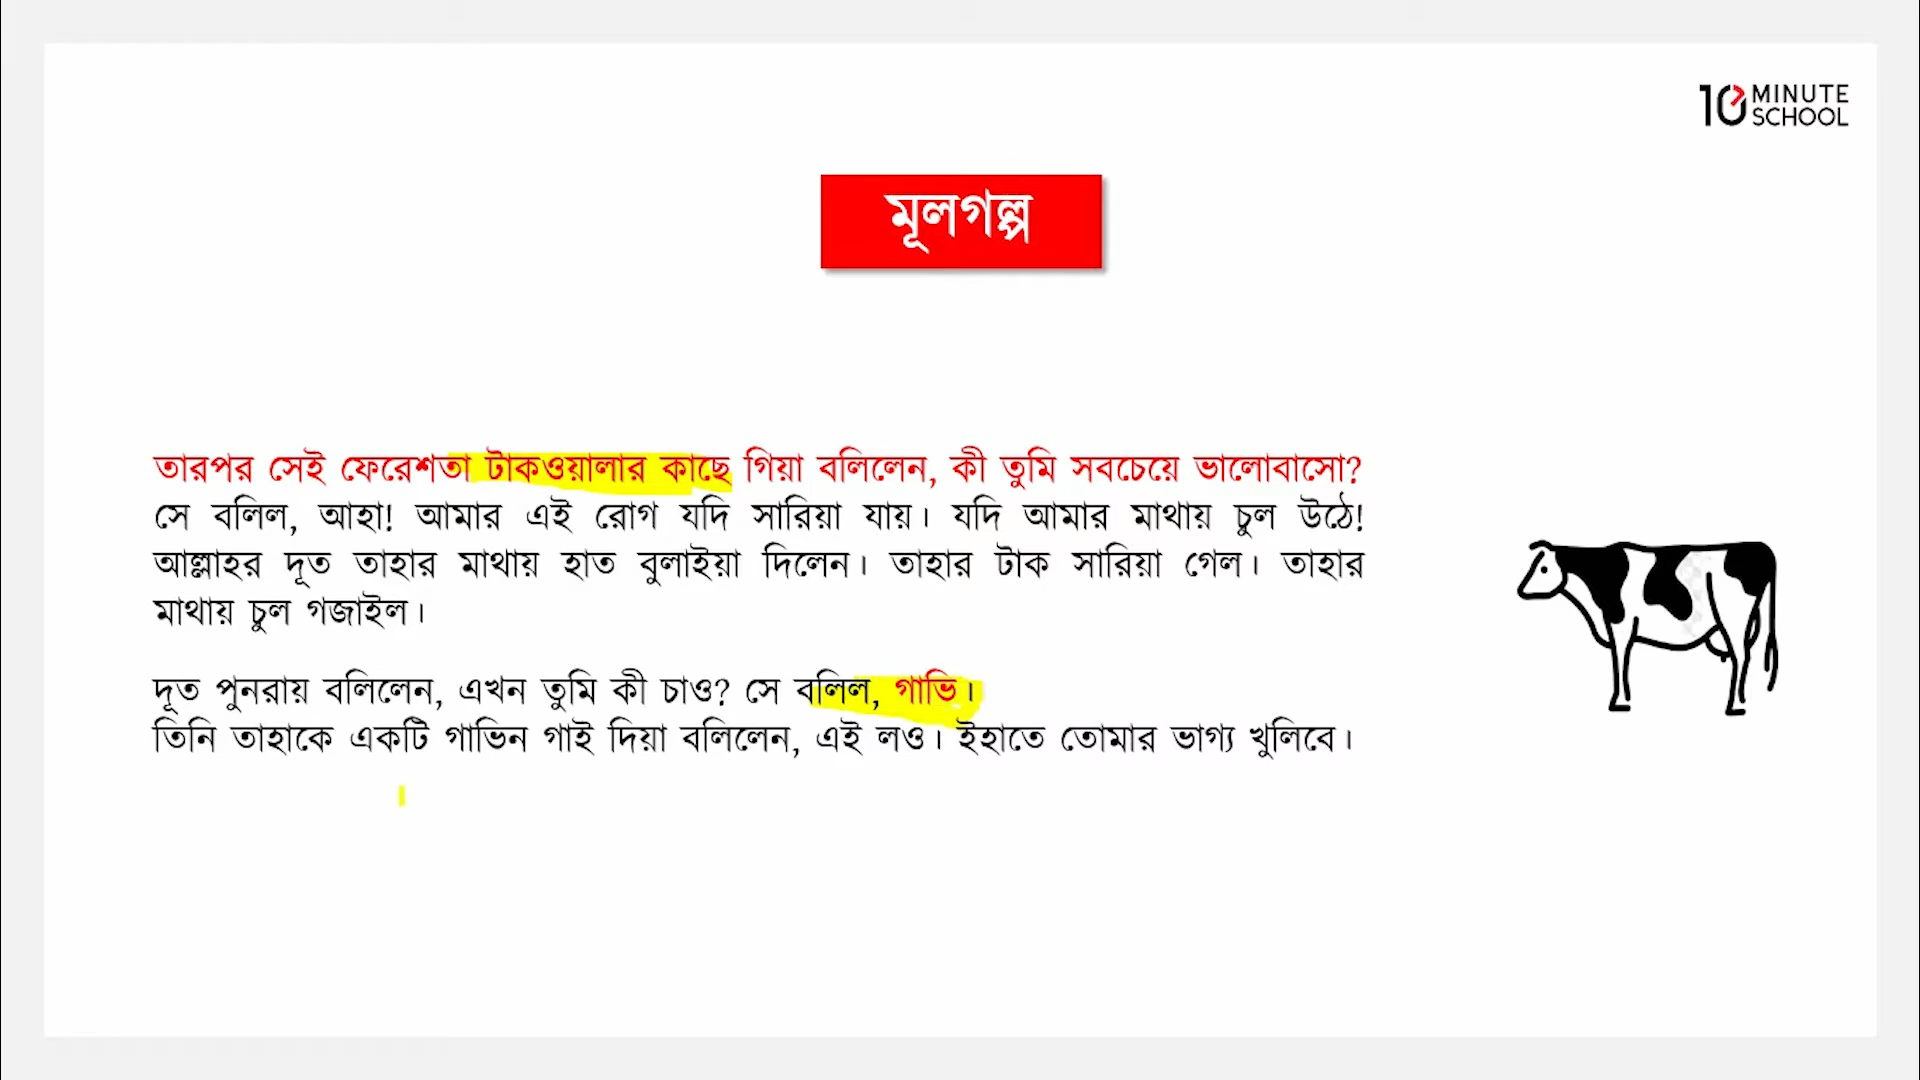 10 MINUTE
SCHOOL
মূলগল্প
তারপর সেই ফেরেশতা টাকওয়ালার কাছে গিয়া বলিলেন, কী তুমি সবচেয়ে ভালোবাসো?
সে বলিল, আহা! আমার এই রোগ যদি সারিয়া যায়। যদি আমার মাথায় চুল উঠে!
আল্লাহর দূত তাহার মাথায় হাত বুলাইয়া দিলেন। তাহার টাক সারিয়া গেল। তাহার
মাথায় চুল গজাইল।
দূত পুনরায় বলিলেন, এখন তুমি কী চাও? সে বলিল, গাভি।
তিনি তাহাকে একটি গাভিন গাই দিয়া বলিলেন, এই লও। ইহাতে তোমার ভাগ্য খুলিবে।